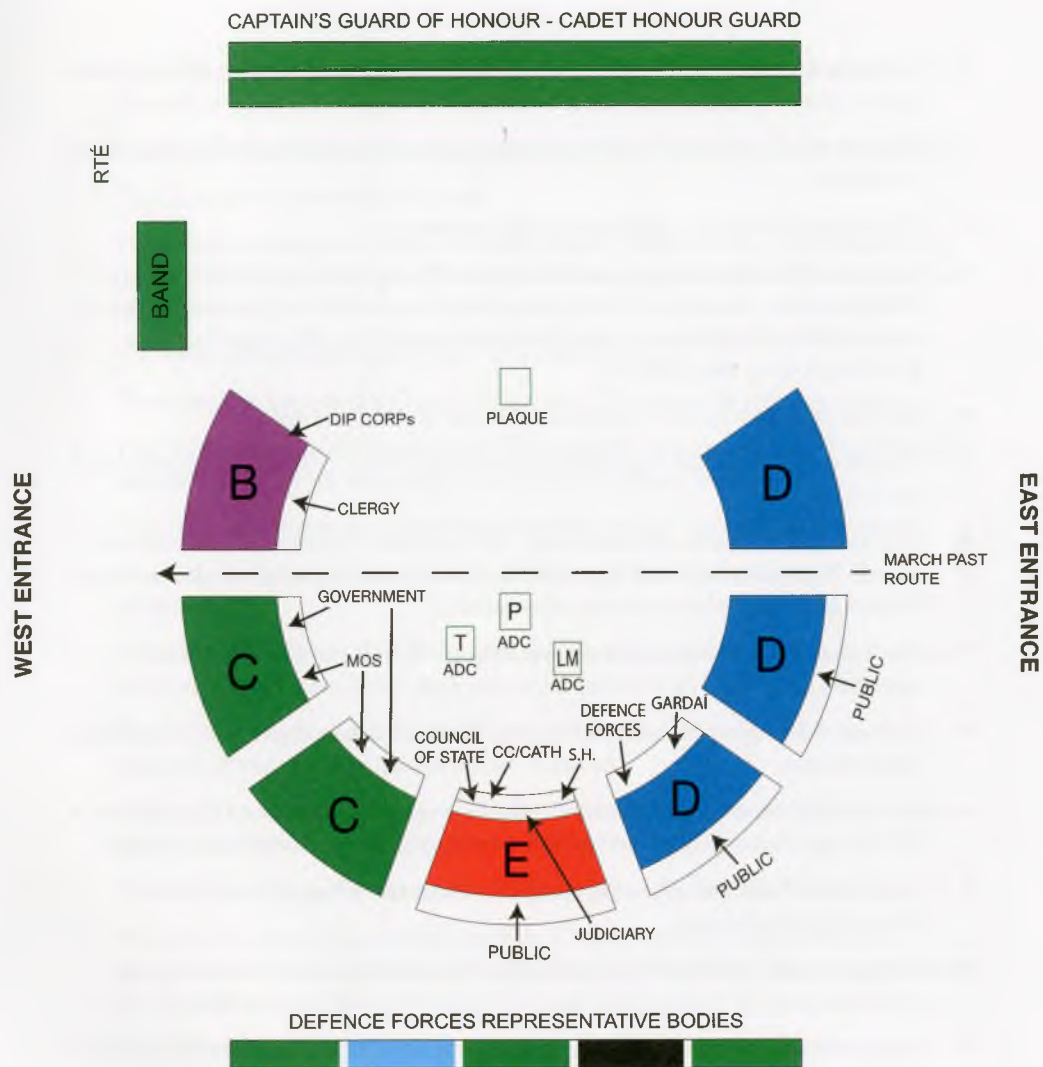 CAPTAIN'S GUARD OF HONOUR - CADET HONOUR GUARD
RTÉ
BAND
PLAQUE
DIP CORPs
B
CLERGY
D
WEST ENTRANCE
EAST ENTRANCE
MARCH PAST
ROUTE
GOVERNMENT
P
ADC
T
ADC
LM
ADC
MOS
C
D
PUBLIC
DEFENCE
FORCES
GARDAÍ
COUNCIL
OF STATE
CC/CATH
S.H.
C
D
PUBLIC
E
JUDICIARY
PUBLIC
DEFENCE FORCES REPRESENTATIVE BODIES